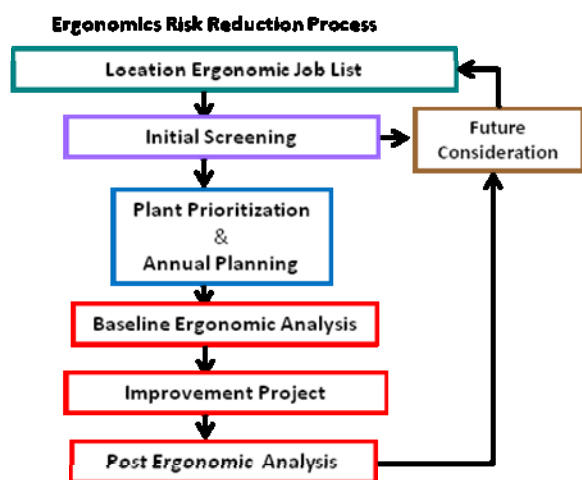 Ergonomics Risk Reduction Process
Location Ergonomic Job List
Initial Screening
Future
Consideration
Plant Prioritization
&
Annual Planning
Baseline Ergonomic Analysis
Improvement Project
Post Ergonomic Analysis